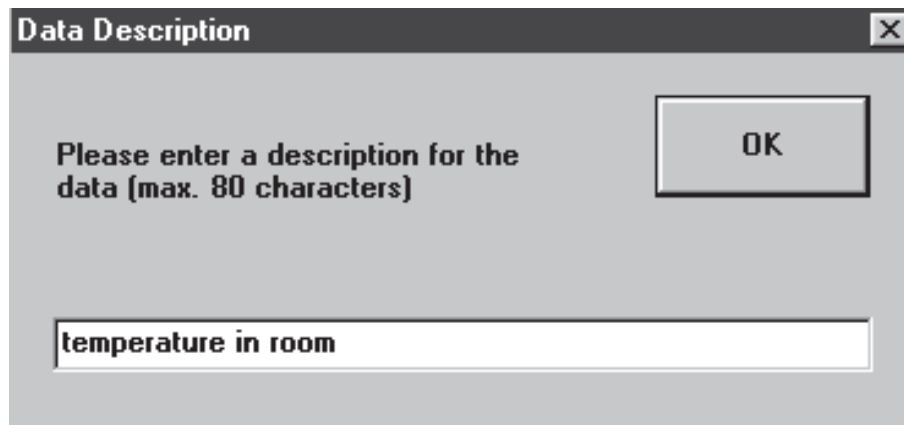 Data Description
Please enter a description for the
data (max. 80 characters)
OK
temperature in room